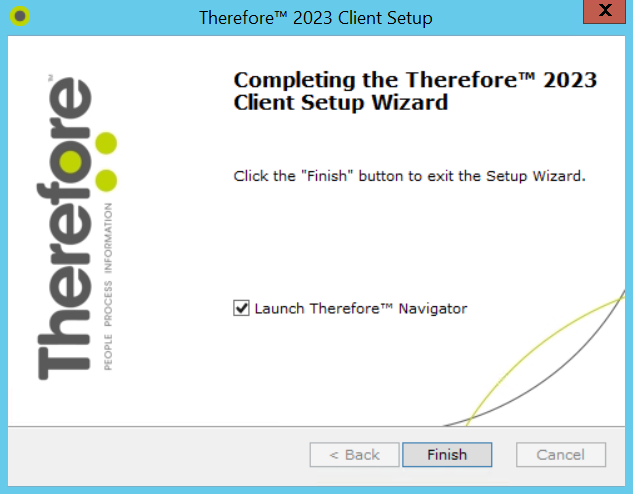 Therefore™ 2023 Client Setup
X
Therefore™
PEOPLE PROCESS INFORMATION
Completing the Therefore™ 2023
Client Setup Wizard
Click the "Finish" button to exit the Setup Wizard.
Launch Therefore™ Navigator
< Back
Finish
Cancel